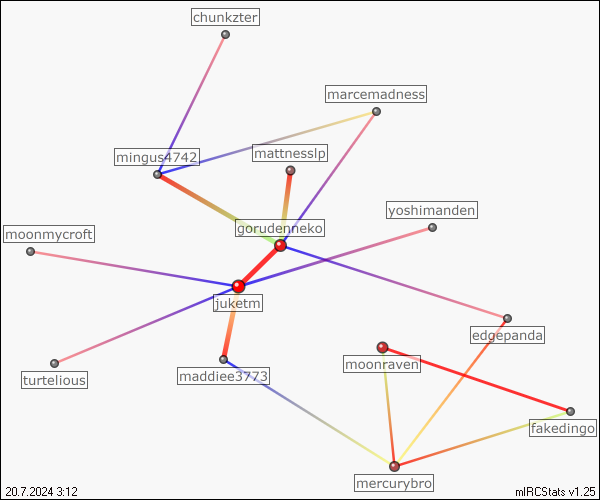 chunkzter
marcemadness
mingus4742
mattnesslp
yoshimanden
gorudenneko
moonmycroft
juketm
edgepanda
moonraven
maddiee3773
turtelious
fakedingo
mercurybro
20.7.2024 3:12
mIRCStats v1.25